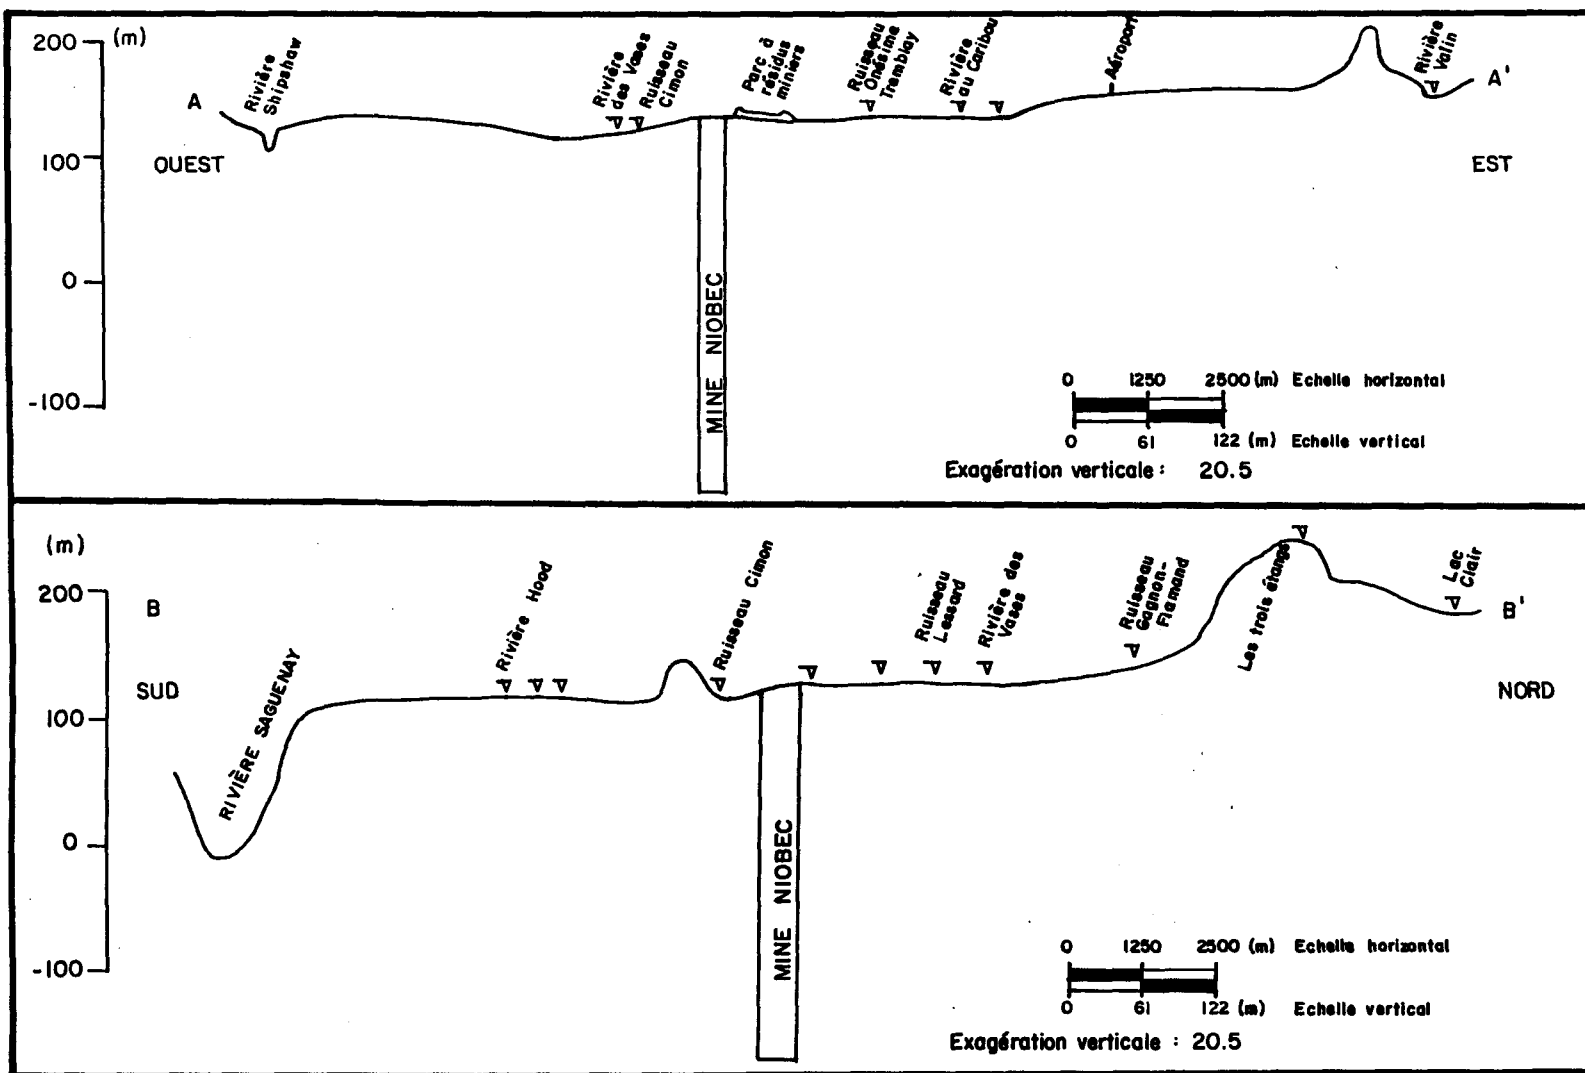 200
(m)
100
0
-100
A
OUEST
Rivière
Shipshaw
Rivière
des Vases
Ruisseau
Cimon
Parc à
résidus
miniers
Ruisseau
Onésime
Tremblay
Rivière
au Caribou
Aéroport
Rivière
Valin
A'
EST
MINE NIOBEC
0 1250 2500 (m) Echelle horizontal
0 61 122 (m) Echelle vertical
Exagération verticale : 20.5
(m)
200
100
0
-100
B
SUD
RIVIÈRE SAGUENAY
Rivière Hood
Ruisseau Cimon
Ruisseau
Lessard
Rivière des
Vases
Ruisseau
Gagnon-
Flamand
Les trois étangs
Lac
Clair
B'
NORD
MINE NIOBEC
0 1250 2500 (m) Echelle horizontal
0 61 122 (m) Echelle vertical
Exagération verticale : 20.5